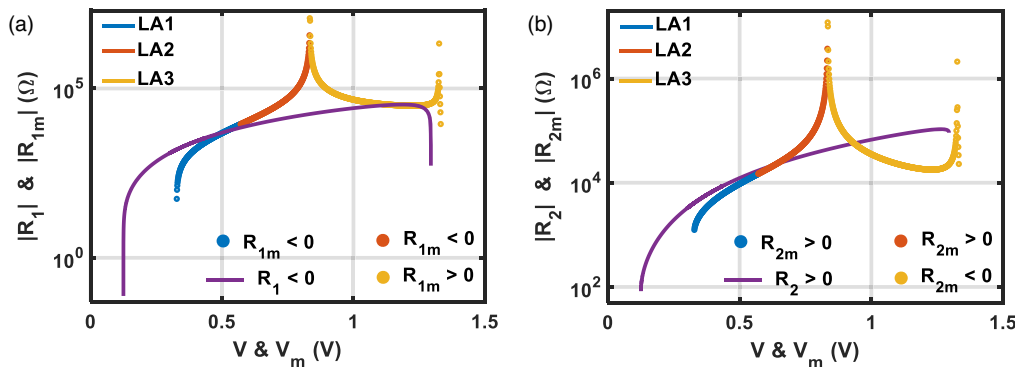 (a)
LA1
LA2
LA3
|R1| & |R1m| (Ω)
10^5
10^0
R1m < 0
R1m < 0
R1 < 0
R1m > 0
0
0.5
1
1.5
V & Vm (V)
(b)
LA1
LA2
LA3
|R2| & |R2m| (Ω)
10^6
10^4
10^2
R2m > 0
R2m > 0
R2 > 0
R2m < 0
0
0.5
1
1.5
V & Vm (V)